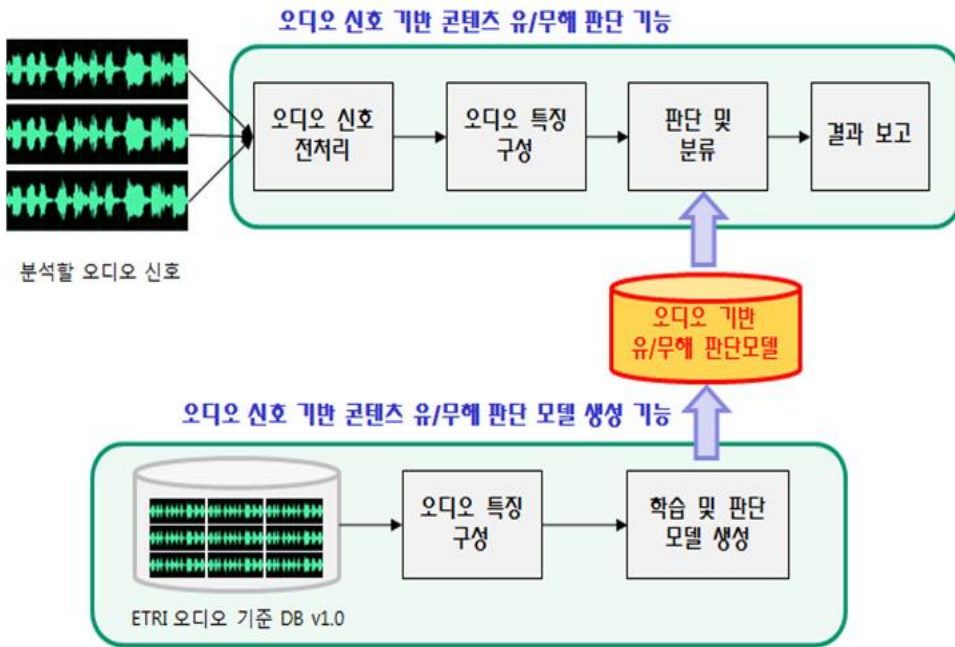 오디오 신호 기반 콘텐츠 유/무해 판단 기능
오디오 신호
전처리
오디오 특징
구성
판단 및
분류
결과 보고
분석할 오디오 신호
오디오 기반
유/무해 판단모델
오디오 신호 기반 콘텐츠 유/무해 판단 모델 생성 기능
오디오 특징
구성
학습 및 판단
모델 생성
ETRI 오디오 기준 DB v1.0